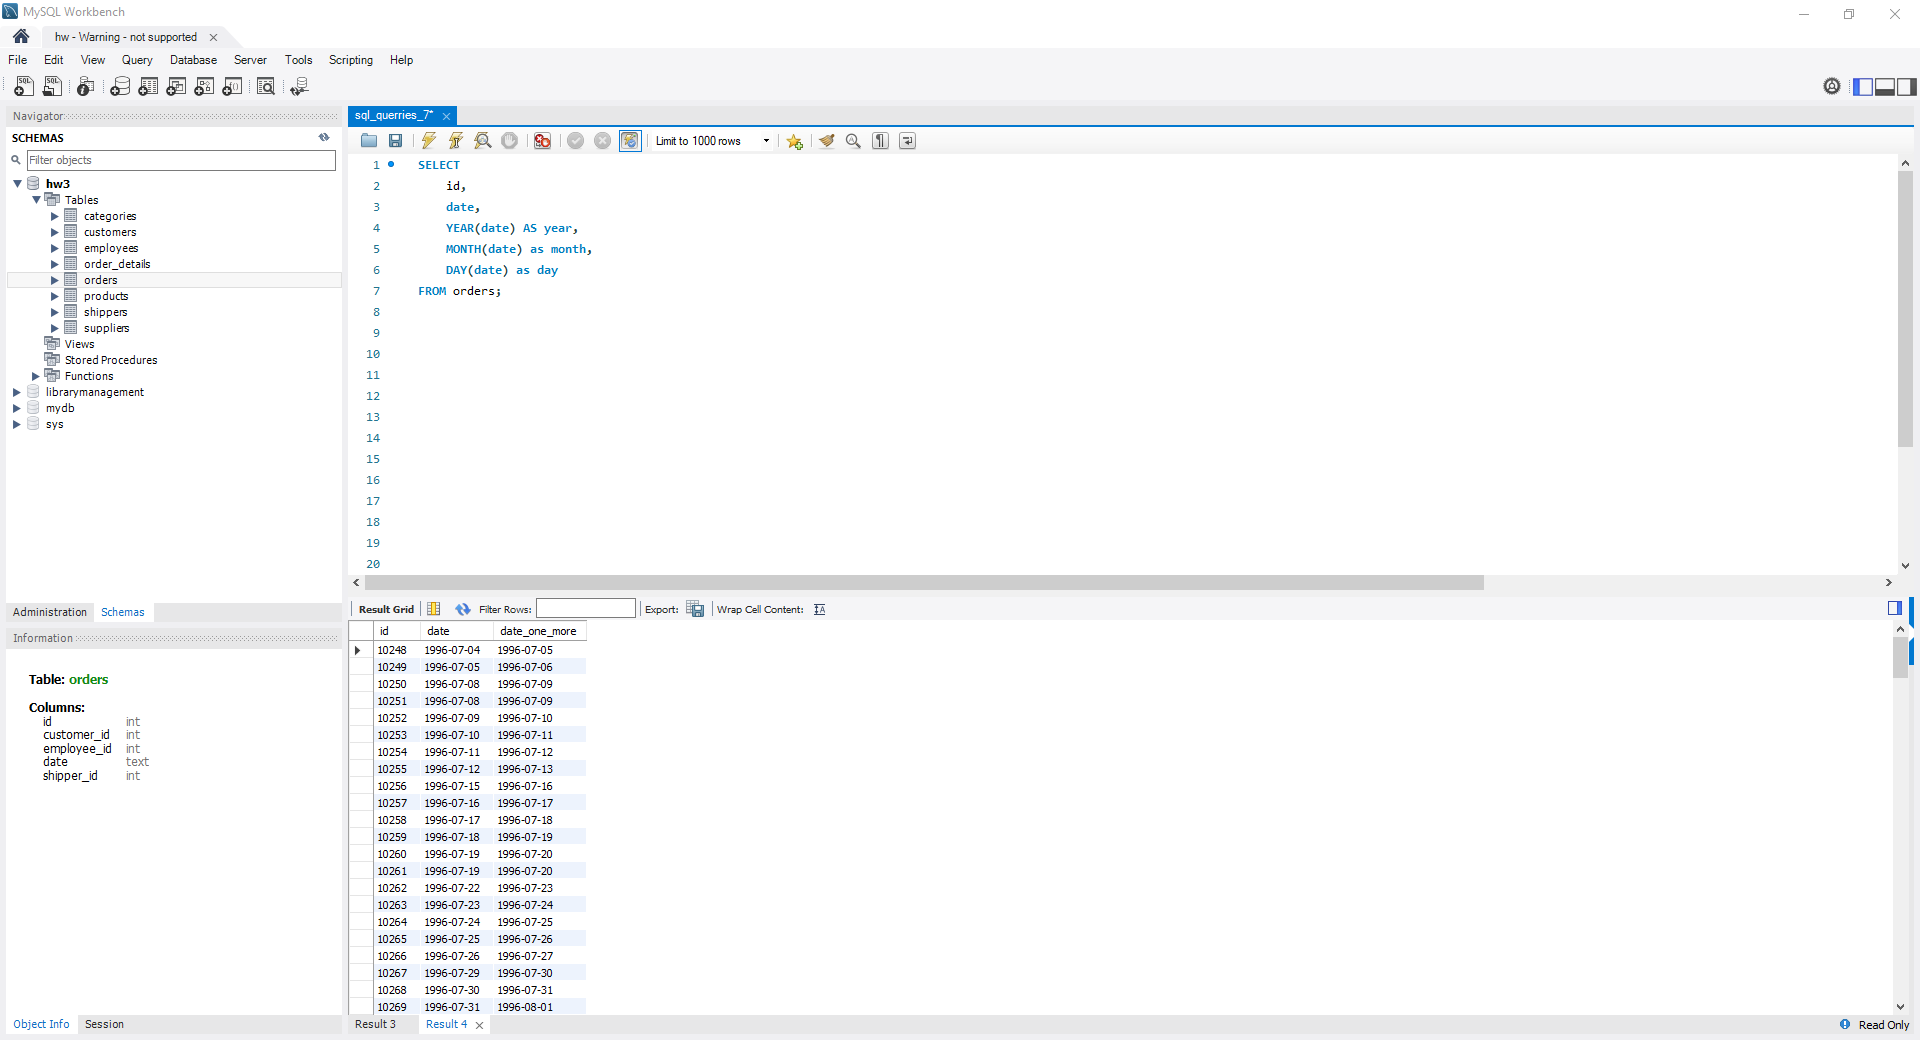 MySQL Workbench
hw - Warning - not supported
File Edit View Query Database Server Tools Scripting Help
Navigator
SCHEMAS
Filter objects
hw3
Tables
categories
customers
employees
order_details
orders
products
shippers
suppliers
Views
Stored Procedures
Functions
librarymanagement
mydb
sys
Administration Schemas
Information
Table: orders
Columns:
id int
customer_id int
employee_id int
date text
shipper_id int
Object Info Session
sql_querries_7*
Limit to 1000 rows
1 SELECT
2 id,
3 date,
4 YEAR(date) AS year,
5 MONTH(date) as month,
6 DAY(date) as day
7 FROM orders;
8
9
10
11
12
13
14
15
16
17
18
19
20
Result Grid Filter Rows: Export: Wrap Cell Content:
id date date_one_more
10248 1996-07-04 1996-07-05
10249 1996-07-05 1996-07-06
10250 1996-07-08 1996-07-09
10251 1996-07-08 1996-07-09
10252 1996-07-09 1996-07-10
10253 1996-07-10 1996-07-11
10254 1996-07-11 1996-07-12
10255 1996-07-12 1996-07-13
10256 1996-07-15 1996-07-16
10257 1996-07-16 1996-07-17
10258 1996-07-17 1996-07-18
10259 1996-07-18 1996-07-19
10260 1996-07-19 1996-07-20
10261 1996-07-19 1996-07-20
10262 1996-07-22 1996-07-23
10263 1996-07-23 1996-07-24
10264 1996-07-24 1996-07-25
10265 1996-07-25 1996-07-26
10266 1996-07-26 1996-07-27
10267 1996-07-29 1996-07-30
10268 1996-07-30 1996-07-31
10269 1996-07-31 1996-08-01
Result 3 Result 4 Read Only